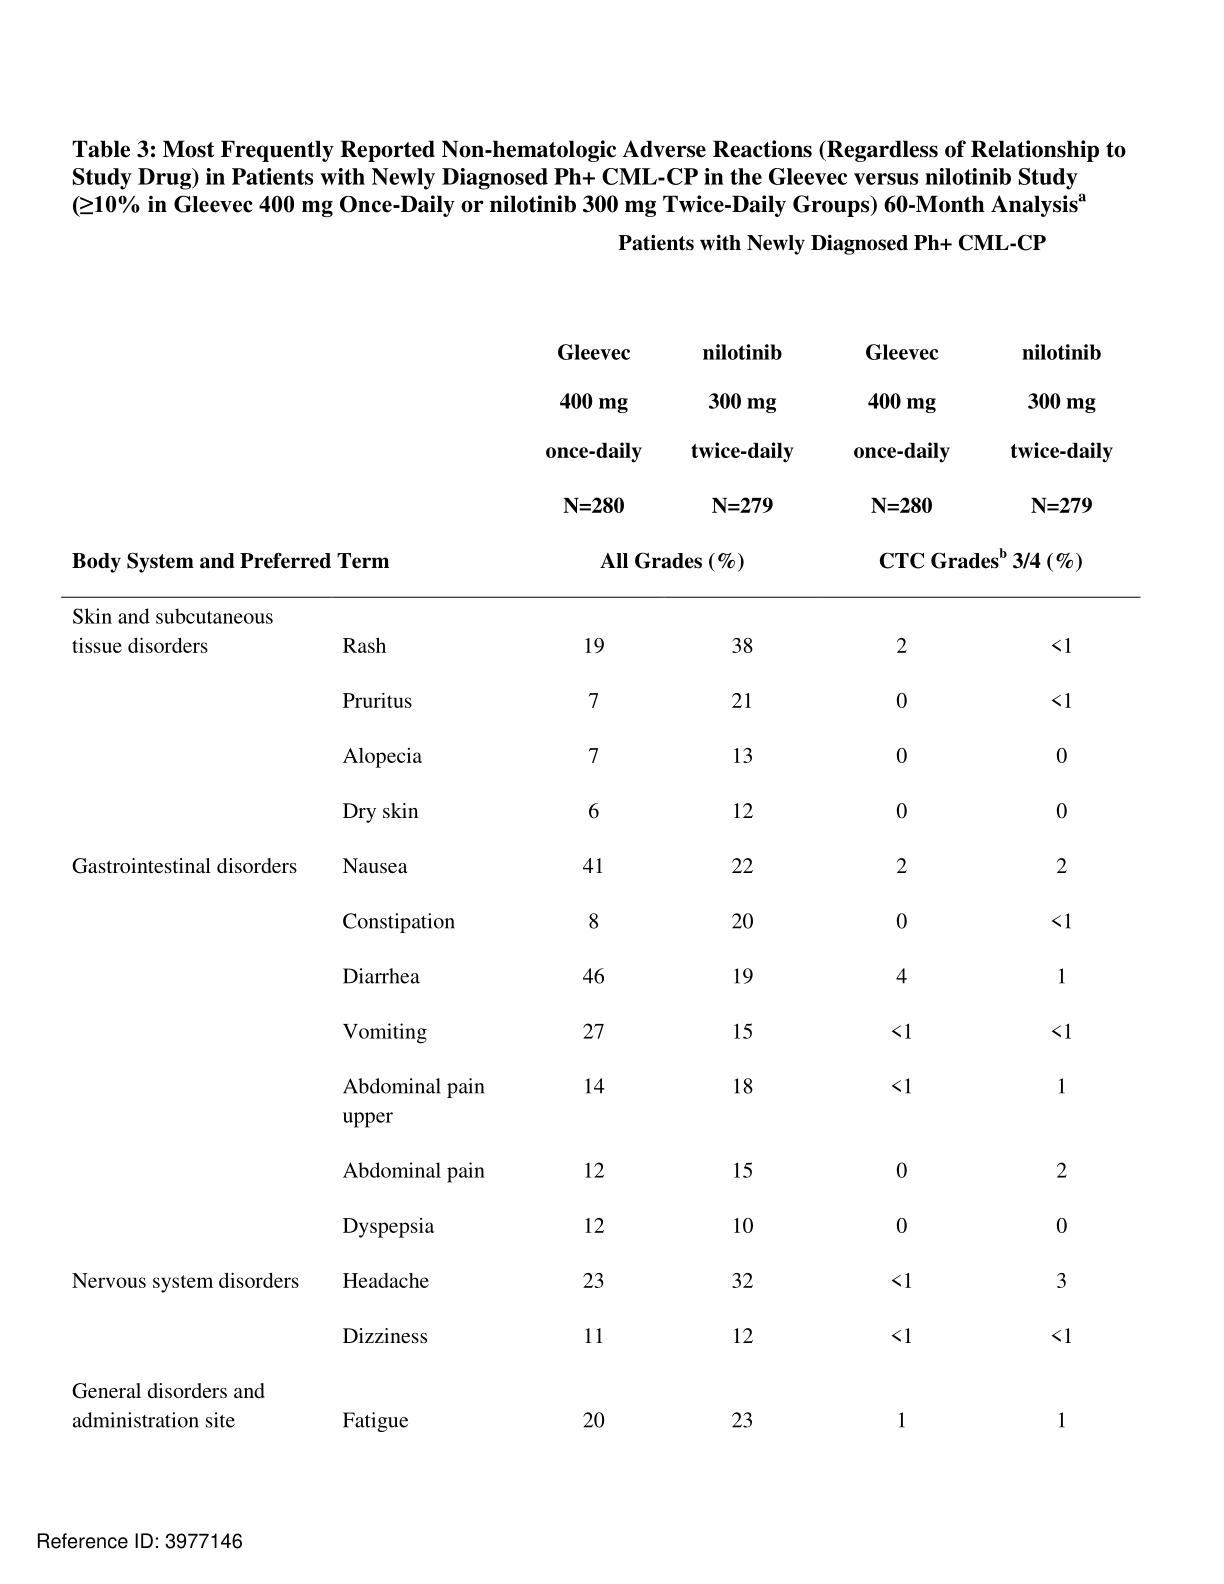 Table 3: Most Frequently Reported Non-hematologic Adverse Reactions (Regardless of Relationship to
Study Drug) in Patients with Newly Diagnosed Ph+ CML-CP in the Gleevec versus nilotinib Study
(≥10% in Gleevec 400 mg Once-Daily or nilotinib 300 mg Twice-Daily Groups) 60-Month Analysisa
Patients with Newly Diagnosed Ph+ CML-CP
Gleevec nilotinib Gleevec nilotinib
400 mg 300 mg 400 mg 300 mg
once-daily twice-daily once-daily twice-daily
N=280 N=279 N=280 N=279
Body System and Preferred Term All Grades (%) CTC Gradesb 3/4 (%)
Skin and subcutaneous
tissue disorders Rash 19 38 2 <1
Pruritus 7 21 0 <1
Alopecia 7 13 0 0
Dry skin 6 12 0 0
Gastrointestinal disorders Nausea 41 22 2 2
Constipation 8 20 0 <1
Diarrhea 46 19 4 1
Vomiting 27 15 <1 <1
Abdominal pain 14 18 <1 1
upper
Abdominal pain 12 15 0 2
Dyspepsia 12 10 0 0
Nervous system disorders Headache 23 32 <1 3
Dizziness 11 12 <1 <1
General disorders and
administration site Fatigue 20 23 1 1
Reference ID: 3977146